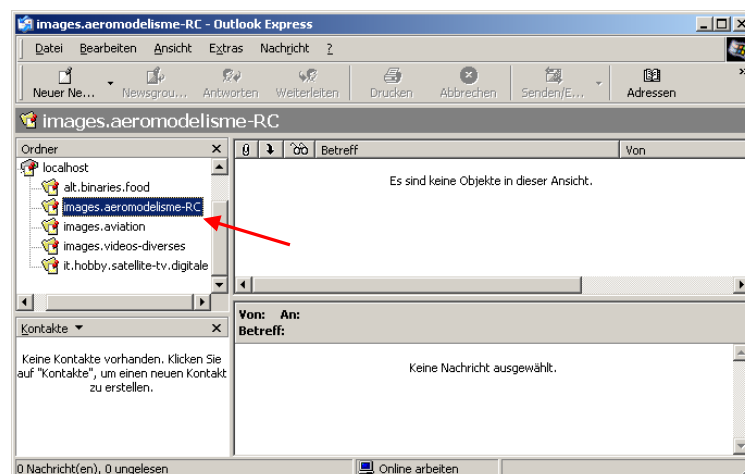 images.aeromodelisme-RC - Outlook Express
Datei Bearbeiten Ansicht Extras Nachricht ?
Neuer Ne... Newsgrou... Antworten Weiterleiten Drucken Abbrechen Senden/E... Adressen »
images.aeromodelisme-RC
Ordner x
localhost
alt.binaries.food
images.aeromodelisme-RC
images.aviation
images.videos-diverses
it.hobby.satellite-tv.digitale
Betreff Von
Es sind keine Objekte in dieser Ansicht.
Kontakte x
Keine Kontakte vorhanden. Klicken Sie
auf "Kontakte", um einen neuen Kontakt
zu erstellen.
Von: An:
Betreff:
Keine Nachricht ausgewählt.
0 Nachricht(en), 0 ungelesen Online arbeiten